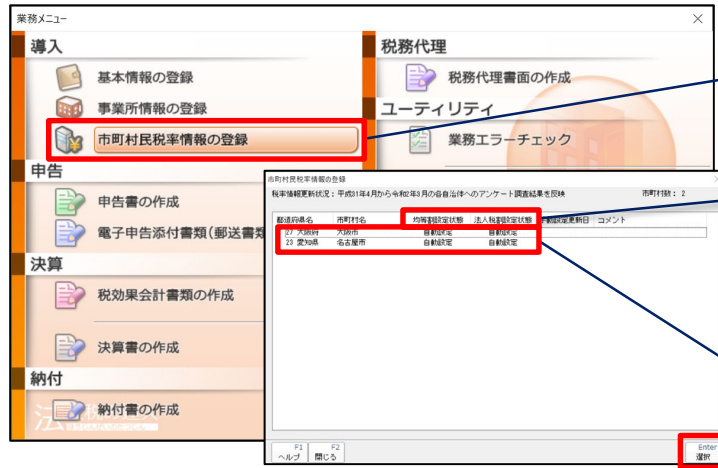 業務メニュー
導入
基本情報の登録
事業所情報の登録
市町村民税率情報の登録
申告
申告書の作成
電子申告添付書類(郵送書類
決算
税効果会計書類の作成
決算書の作成
納付
納付書の作成
税務代理
税務代理書面の作成
ユーティリティ
業務エラーチェック
市町村民税率情報の登録
税率情報更新状況：平成31年4月から令和2年3月の各自治体へのアンケート調査結果を反映
市町村数： 2
都道府県名 市町村名 均等割設定状態 法人税割設定状態 設定更新日 コメント
27 大阪府 大阪市 自動設定 自動設定
23 愛知県 名古屋市 自動設定 自動設定
F1 ヘルプ
F2 閉じる
Enter 選択